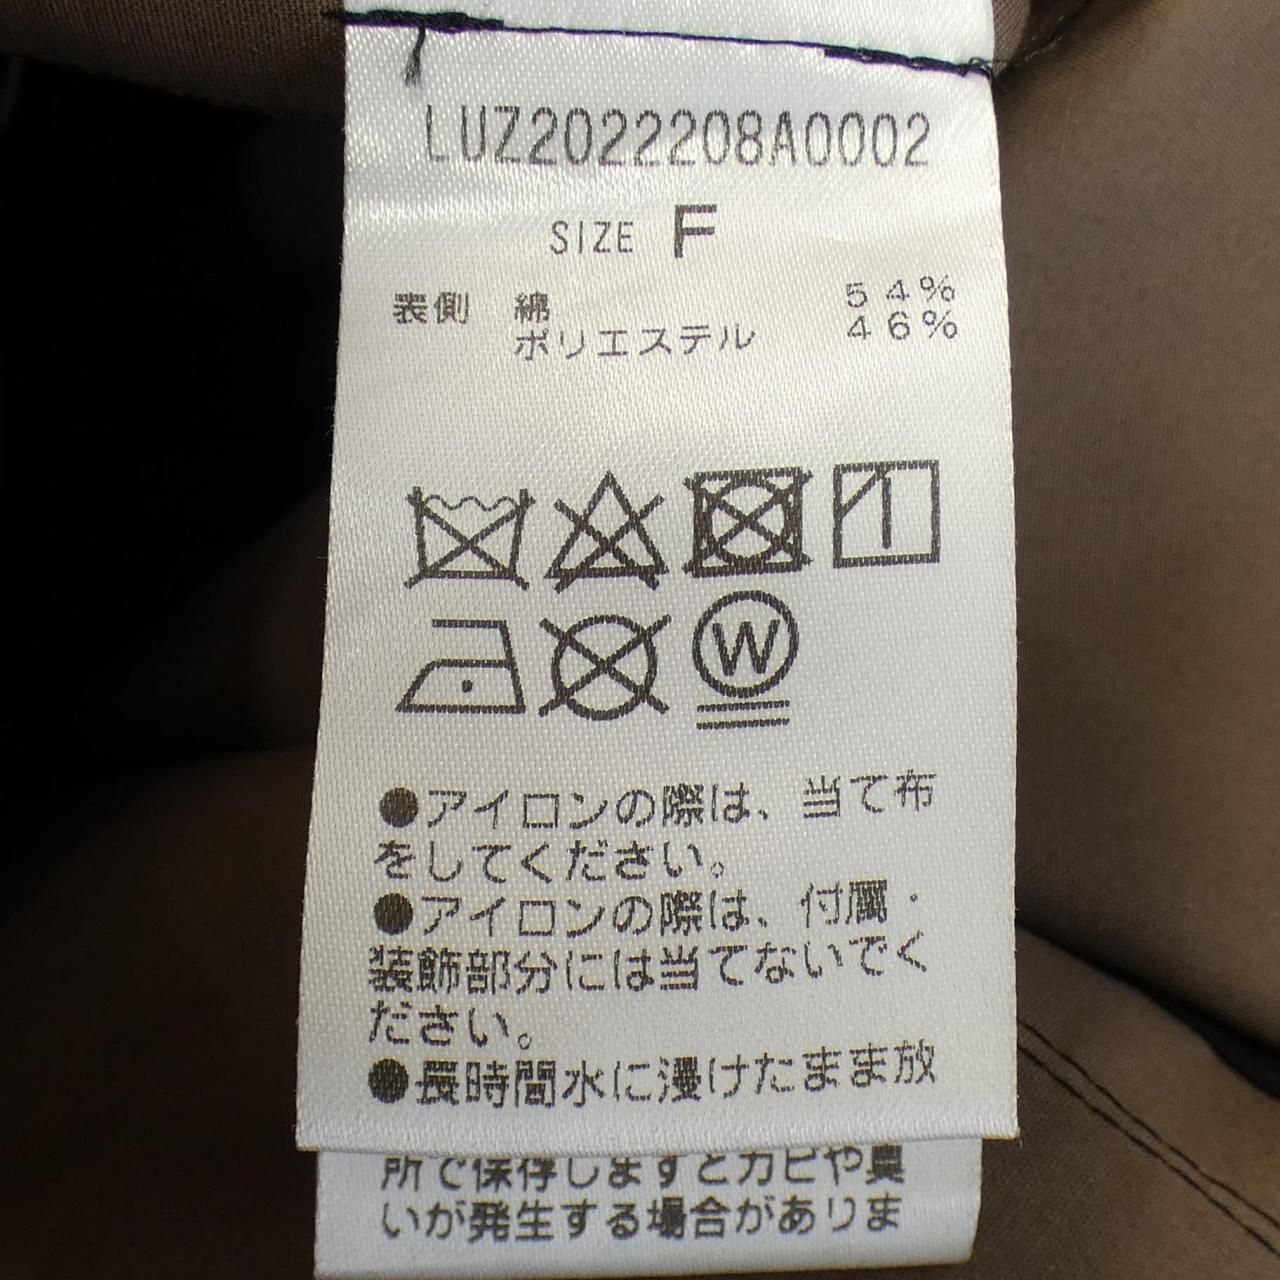 LUZ2022208A0002
SIZE F
表側 綿 54%
ポリエステル 46%
W
●アイロンの際は、当て布
をしてください。
●アイロンの際は、付属・
装飾部分には当てないでく
ださい。
●長時間水に浸けたまま放
所で保存しますとカビや臭
いが発生する場合がありま